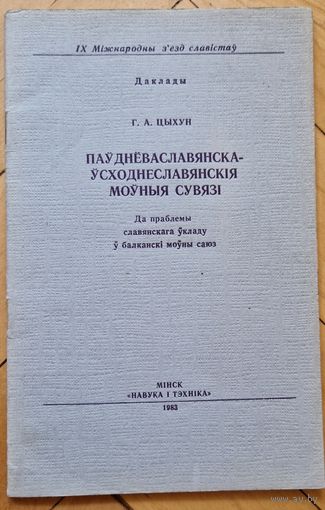 IX Міжнародны з'езд славістаў
Даклады
Г. А. ЦЫХУН
ПАЎДНЁВАСЛАВЯНСКА-
ЎСХОДНЕСЛАВЯНСКІЯ
МОЎНЫЯ СУВЯЗІ
Да праблемы
славянскага ўкладу
ў балканскі моўны саюз
МІНСК
«НАВУКА І ТЭХНІКА»
1983